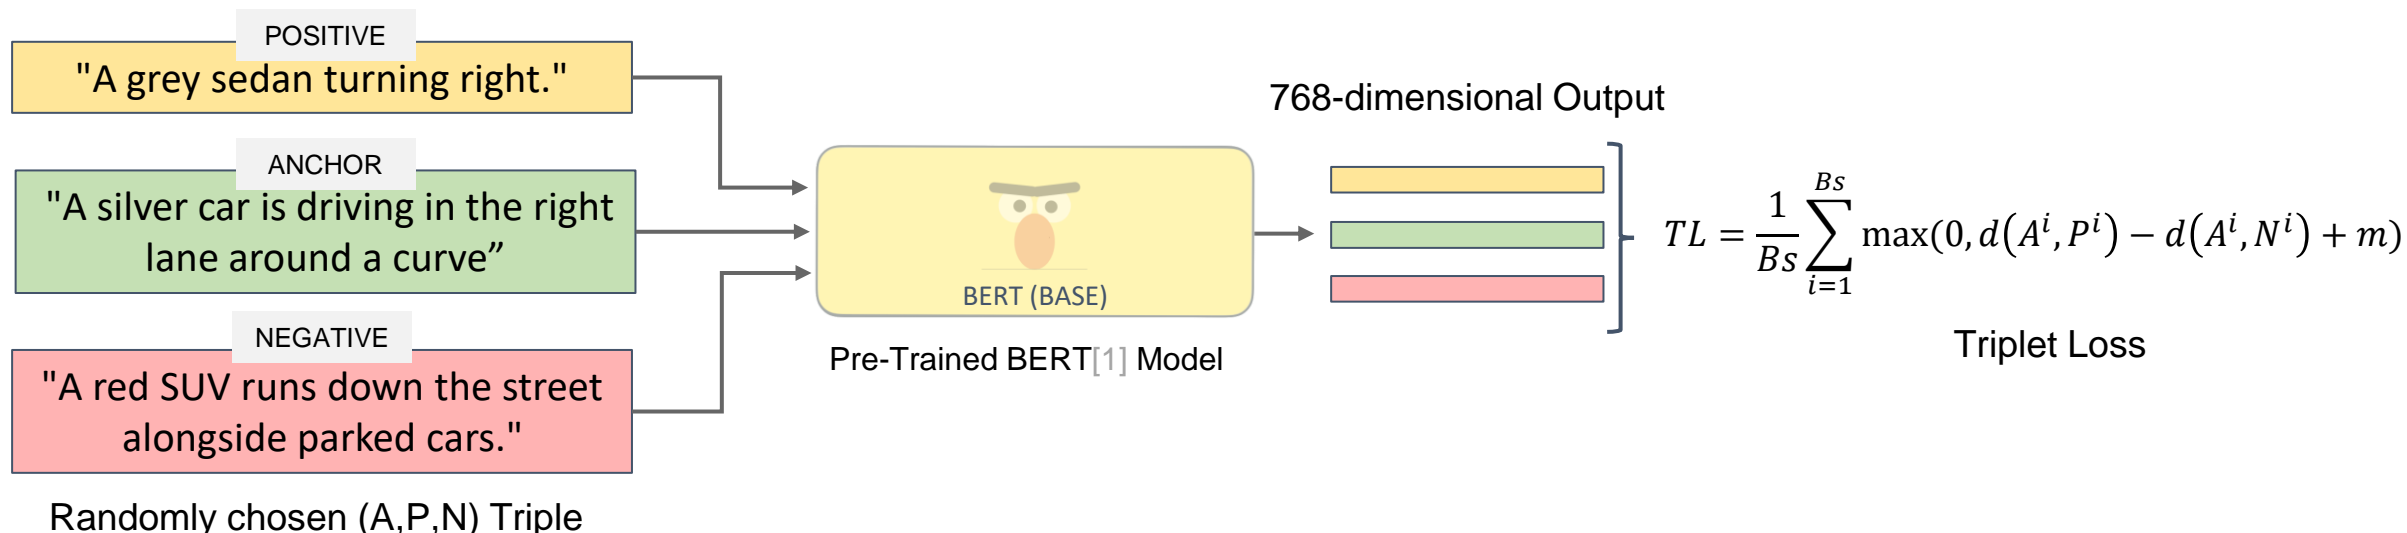 POSITIVE
"A grey sedan turning right."
ANCHOR
"A silver car is driving in the right
lane around a curve”
NEGATIVE
"A red SUV runs down the street
alongside parked cars."
Randomly chosen (A,P,N) Triple
BERT (BASE)
Pre-Trained BERT[1] Model
768-dimensional Output
TL = \frac{1}{Bs} \sum_{i=1}^{Bs} max(0, d(A^i, P^i) − d(A^i, N^i) + m)
Triplet Loss